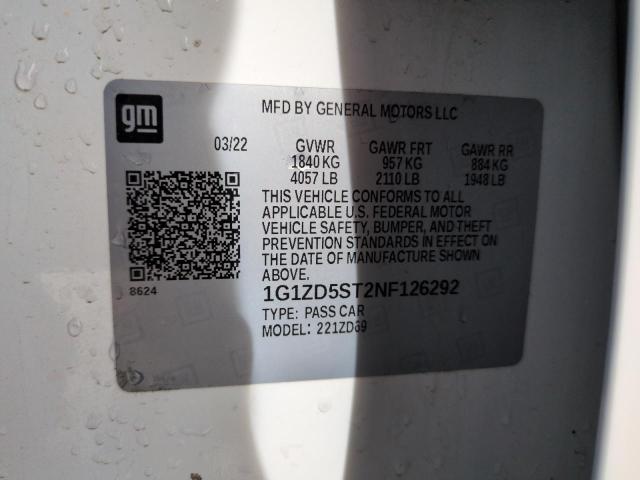 gm
MFD BY GENERAL MOTORS LLC
03/22 GVWR GAWR FRT GAWR RR
1840 KG 957 KG 884 KG
4057 LB 2110 LB 1948 LB
THIS VEHICLE CONFORMS TO ALL
APPLICABLE U.S. FEDERAL MOTOR
VEHICLE SAFETY, BUMPER, AND THEFT
PREVENTION STANDARDS IN EFFECT ON
THE DATE OF MANUFACTURE SHOWN
ABOVE.
8624
1G1ZD5ST2NF126292
TYPE: PASS CAR
MODEL: 221ZD69